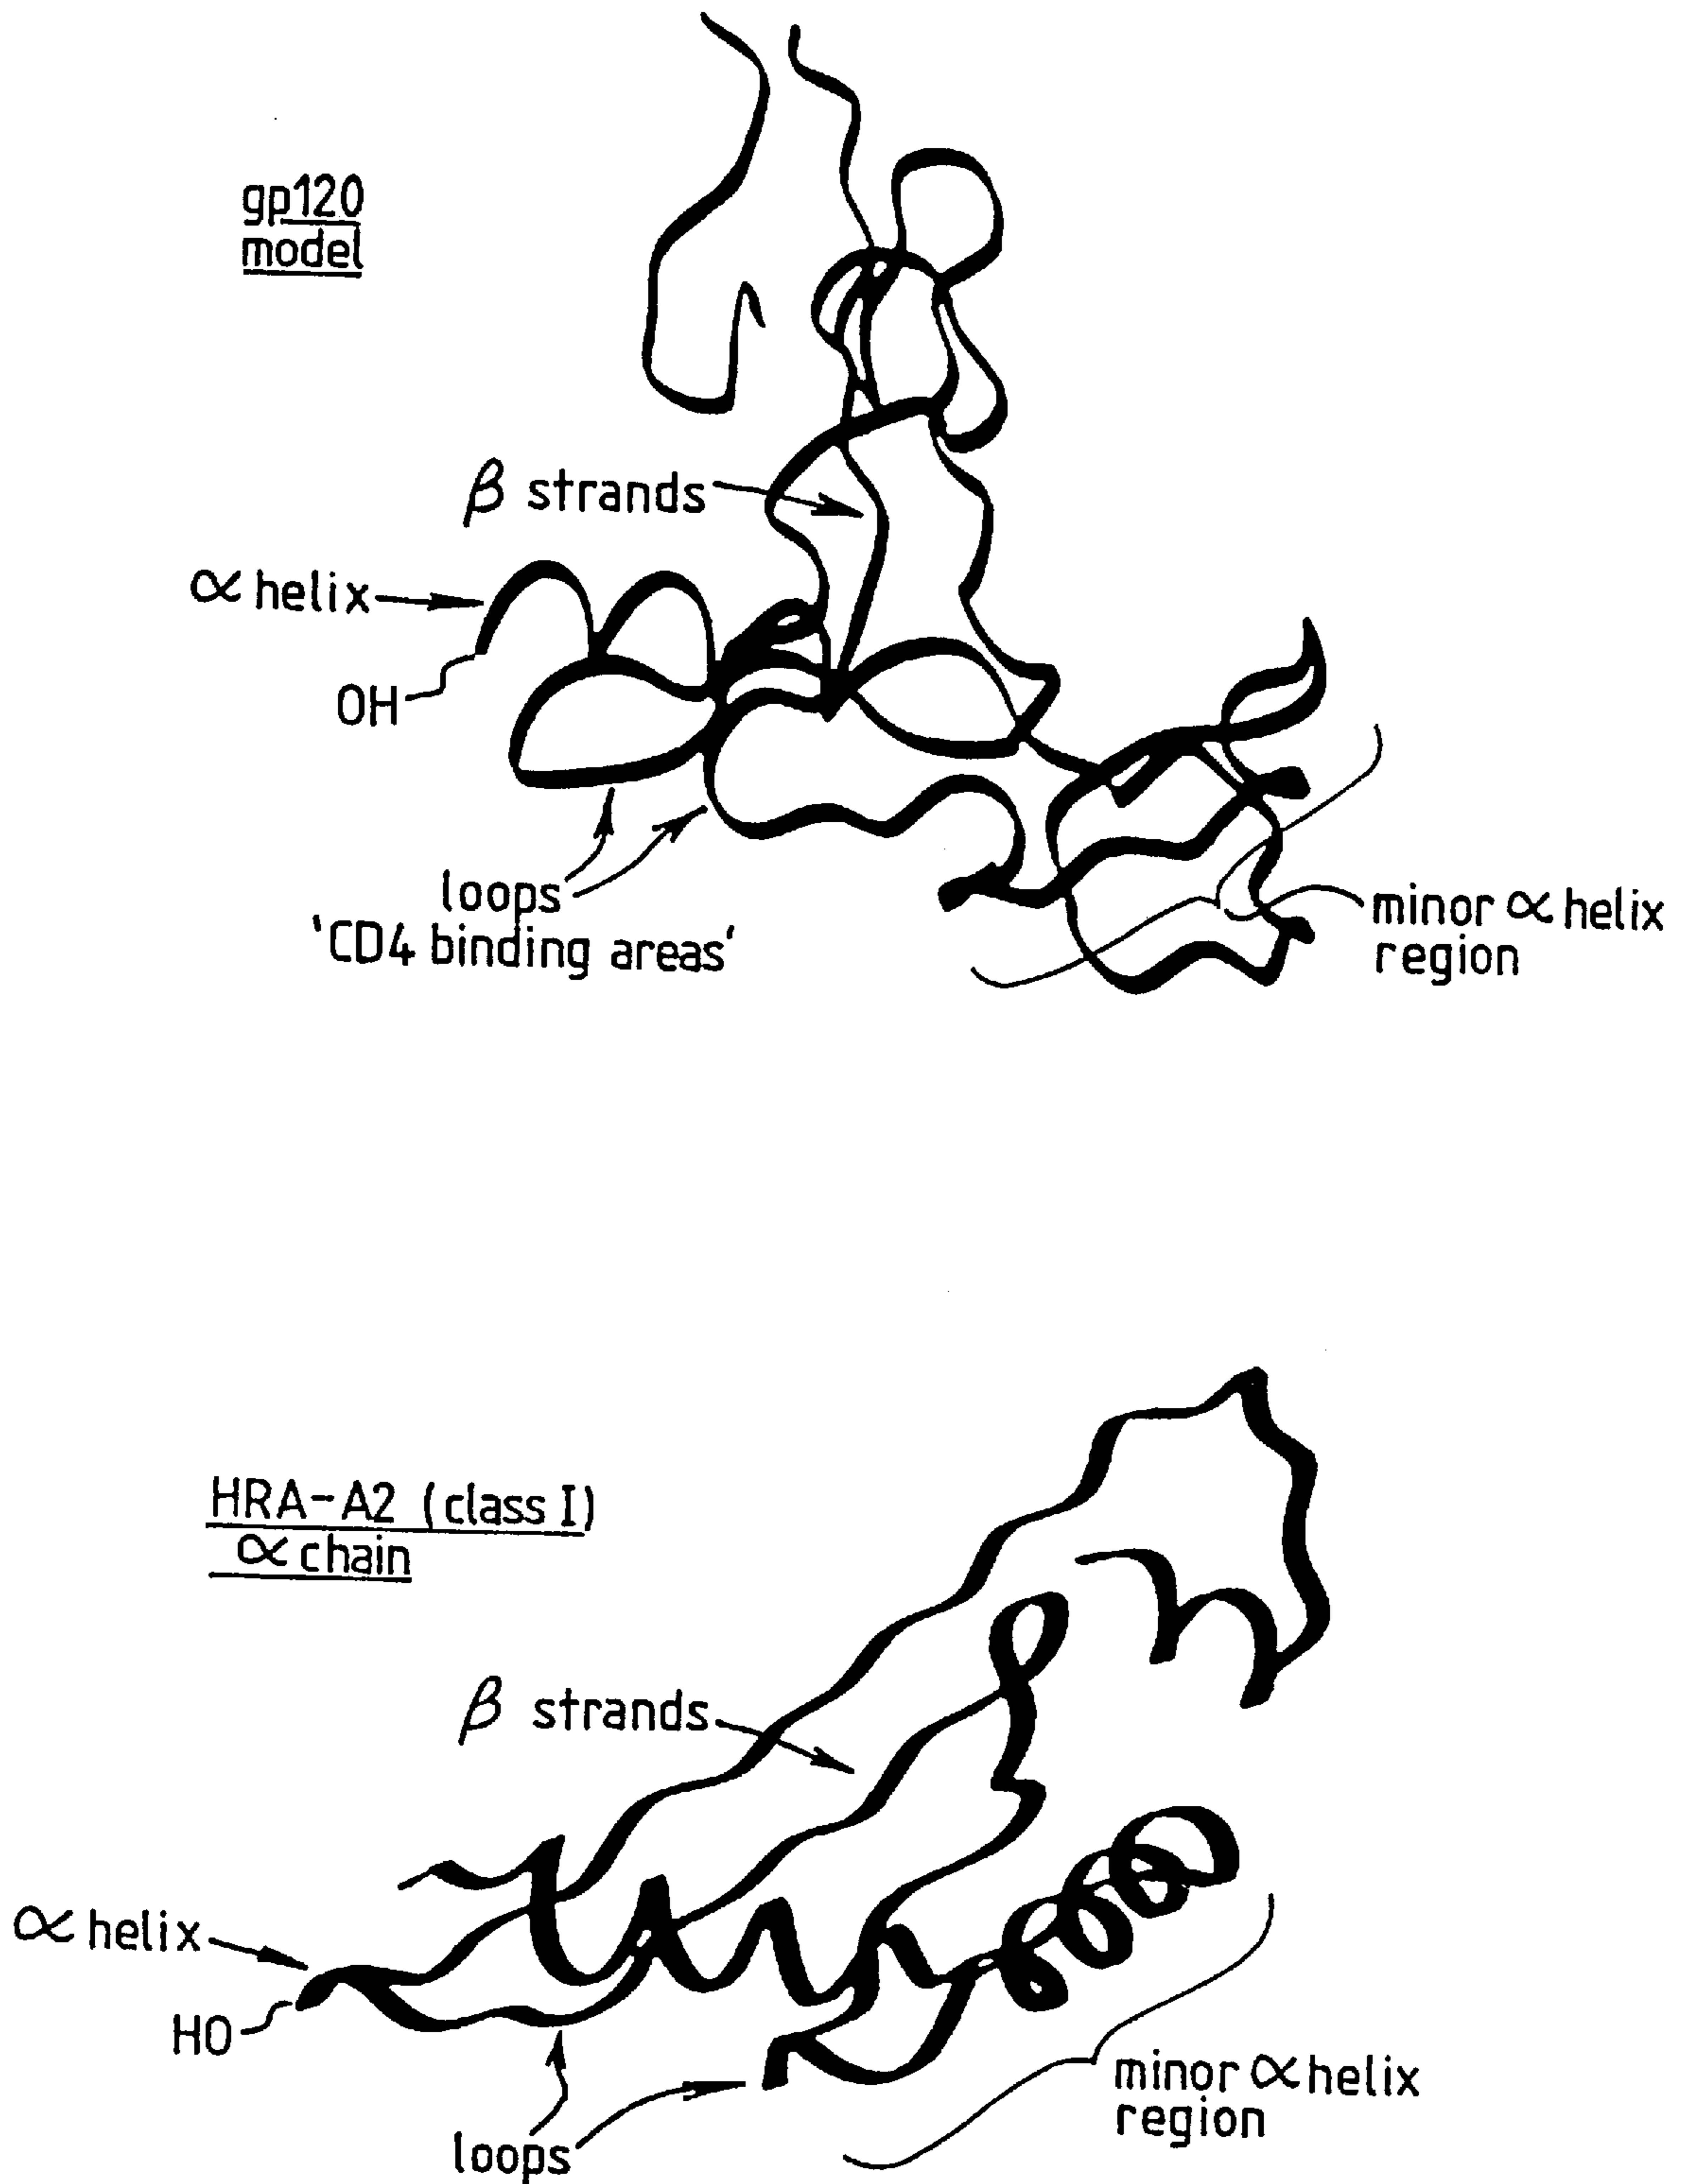 gp120
model
β strands
α helix
OH
loops
'CD4 binding areas'
minor α helix
region
HRA-A2 (class I)
α chain
β strands
α helix
HO
minor α helix
region
loops